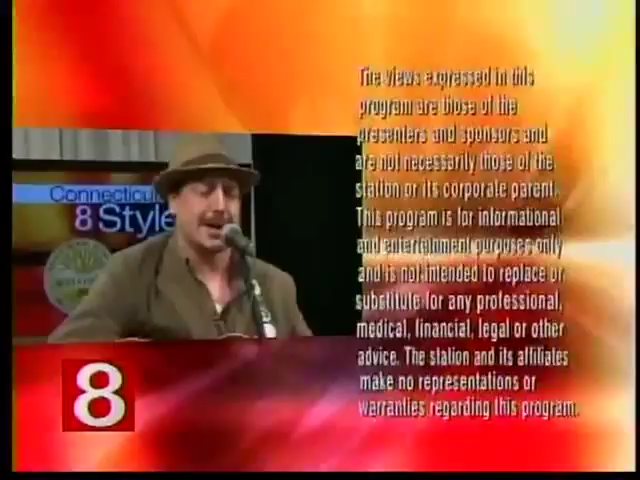 Connecticut
8 Style
8
The views expressed in this
program are those of the
presenters and sponsors and
are not necessarily those of the
station or its corporate parent.
This program is for informational
and entertainment purposes only
and is not intended to replace or
substitute for any professional,
medical, financial, legal or other
advice. The station and its affiliates
make no representations or
warranties regarding this program.